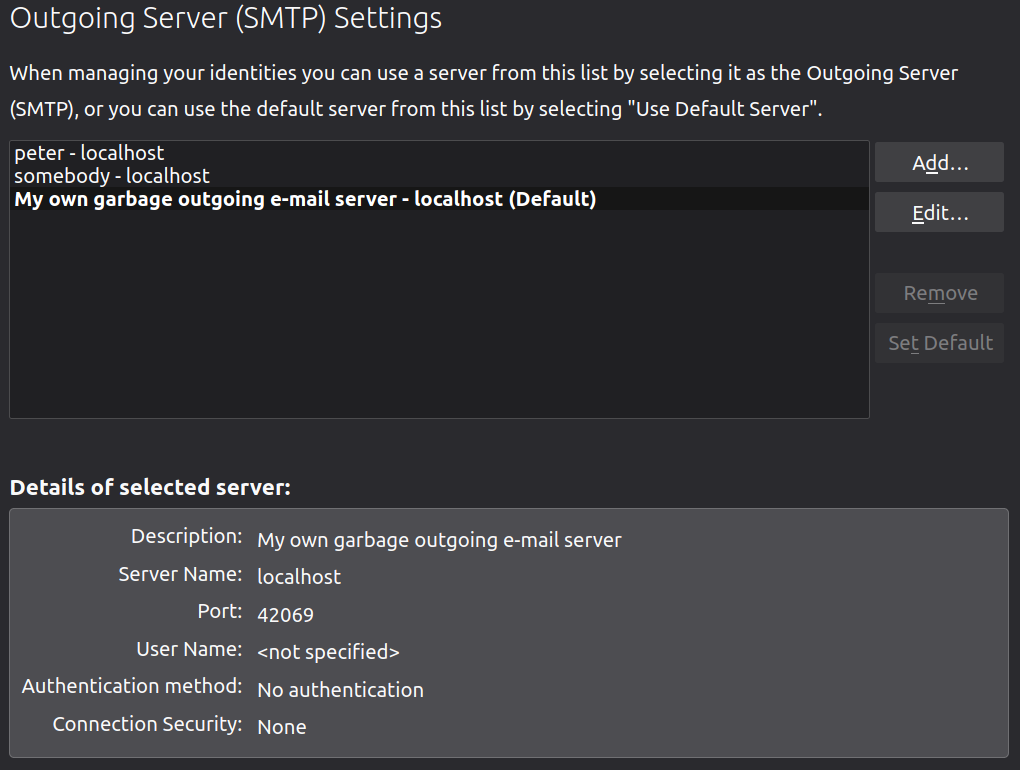 Outgoing Server (SMTP) Settings
When managing your identities you can use a server from this list by selecting it as the Outgoing Server
(SMTP), or you can use the default server from this list by selecting "Use Default Server".
peter - localhost
somebody - localhost
My own garbage outgoing e-mail server - localhost (Default)
Add…
Edit…
Remove
Set Default
Details of selected server:
Description: My own garbage outgoing e-mail server
Server Name: localhost
Port: 42069
User Name: <not specified>
Authentication method: No authentication
Connection Security: None